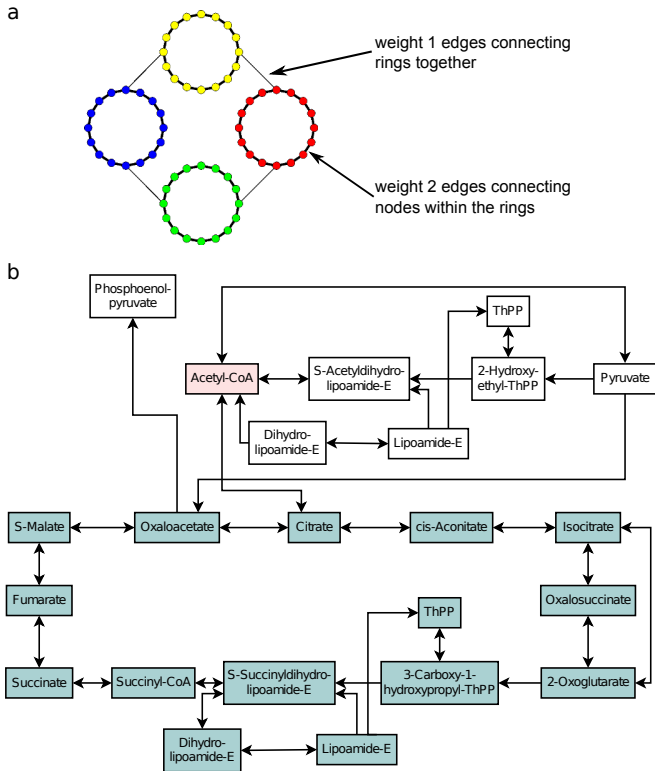 a
weight 1 edges connecting
rings together
weight 2 edges connecting
nodes within the rings
b
Phosphoenol-
pyruvate
ThPP
Acetyl-CoA
S-Acetyldihydro-
lipoamide-E
2-Hydroxy-
ethyl-ThPP
Pyruvate
Dihydro-
lipoamide-E
Lipoamide-E
S-Malate
Oxaloacetate
Citrate
cis-Aconitate
Isocitrate
Fumarate
ThPP
Oxalosuccinate
Succinate
Succinyl-CoA
S-Succinyldihydro-
lipoamide-E
3-Carboxy-1-
hydroxypropyl-ThPP
2-Oxoglutarate
Dihydro-
lipoamide-E
Lipoamide-E